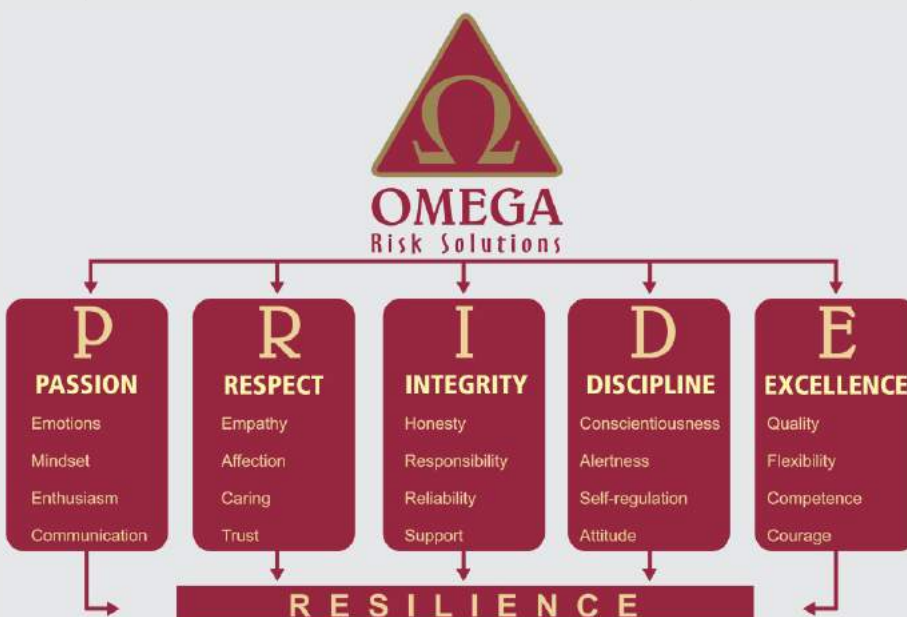 Ω
OMEGA
Risk Solutions
P
PASSION
Emotions
Mindset
Enthusiasm
Communication
R
RESPECT
Empathy
Affection
Caring
Trust
I
INTEGRITY
Honesty
Responsibility
Reliability
Support
D
DISCIPLINE
Conscientiousness
Alertness
Self-regulation
Attitude
E
EXCELLENCE
Quality
Flexibility
Competence
Courage
RESILIENCE